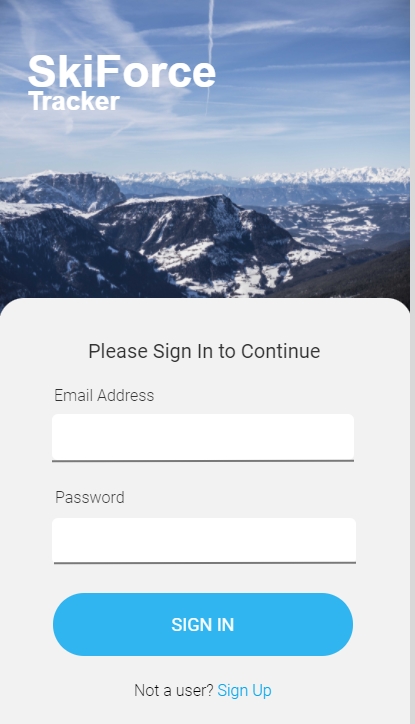 SkiForce
Tracker
Please Sign In to Continue
Email Address
Password
SIGN IN
Not a user? Sign Up